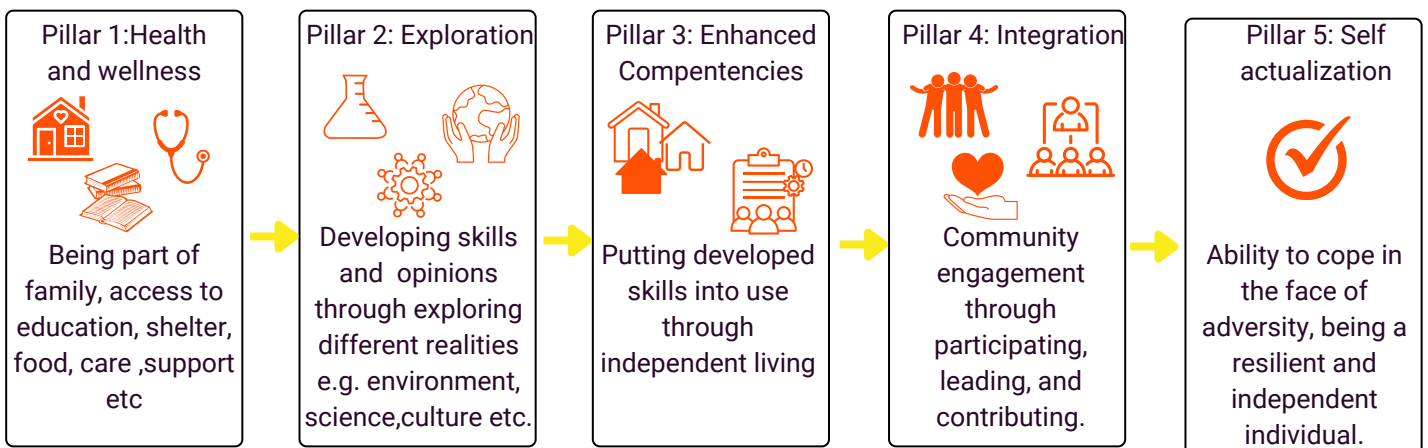 Pillar 1:Health
and wellness
Being part of
family, access to
education, shelter,
food, care ,support
etc
Pillar 2: Exploration
Developing skills
and opinions
through exploring
different realities
e.g. environment,
science,culture etc.
Pillar 3: Enhanced
Compentencies
Putting developed
skills into use
through
independent living
Pillar 4: Integration
Community
engagement
through
participating,
leading, and
contributing.
Pillar 5: Self
actualization
Ability to cope in
the face of
adversity, being a
resilient and
independent
individual.